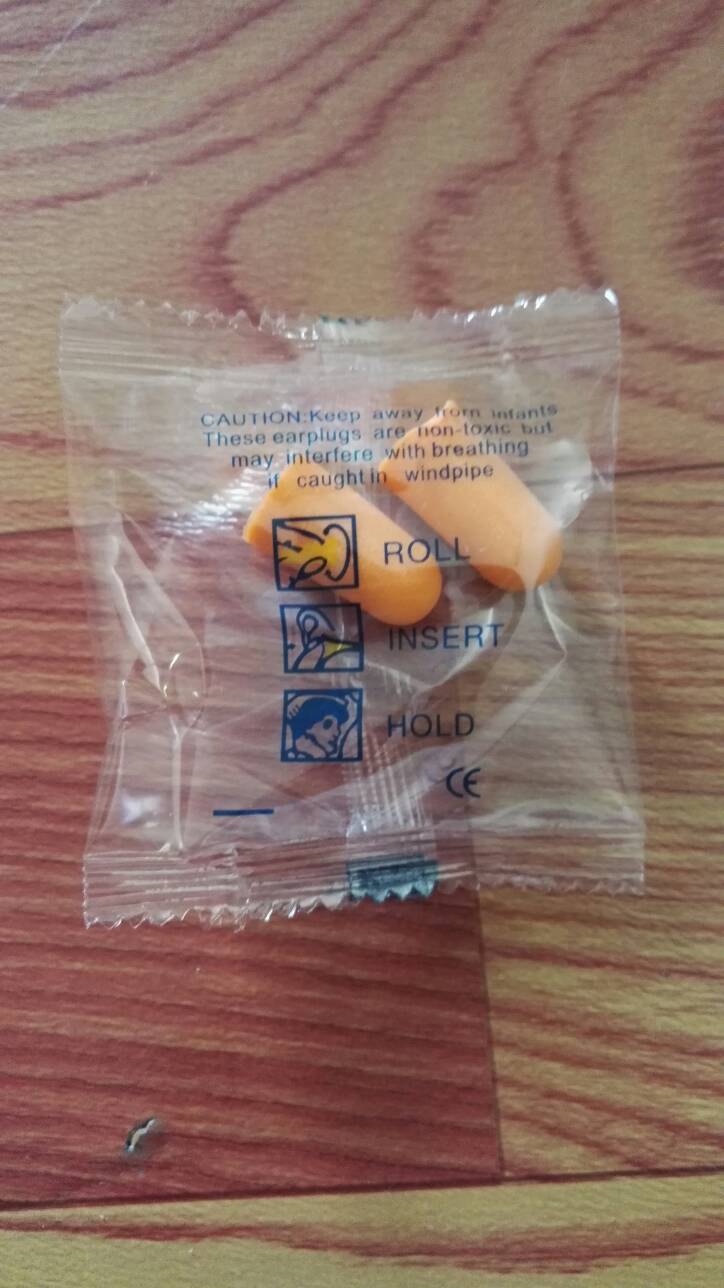 CAUTION:Keep away from infants
These earplugs are non-toxic but
may interfere with breathing
if caught in windpipe
ROLL
INSERT
HOLD
CE